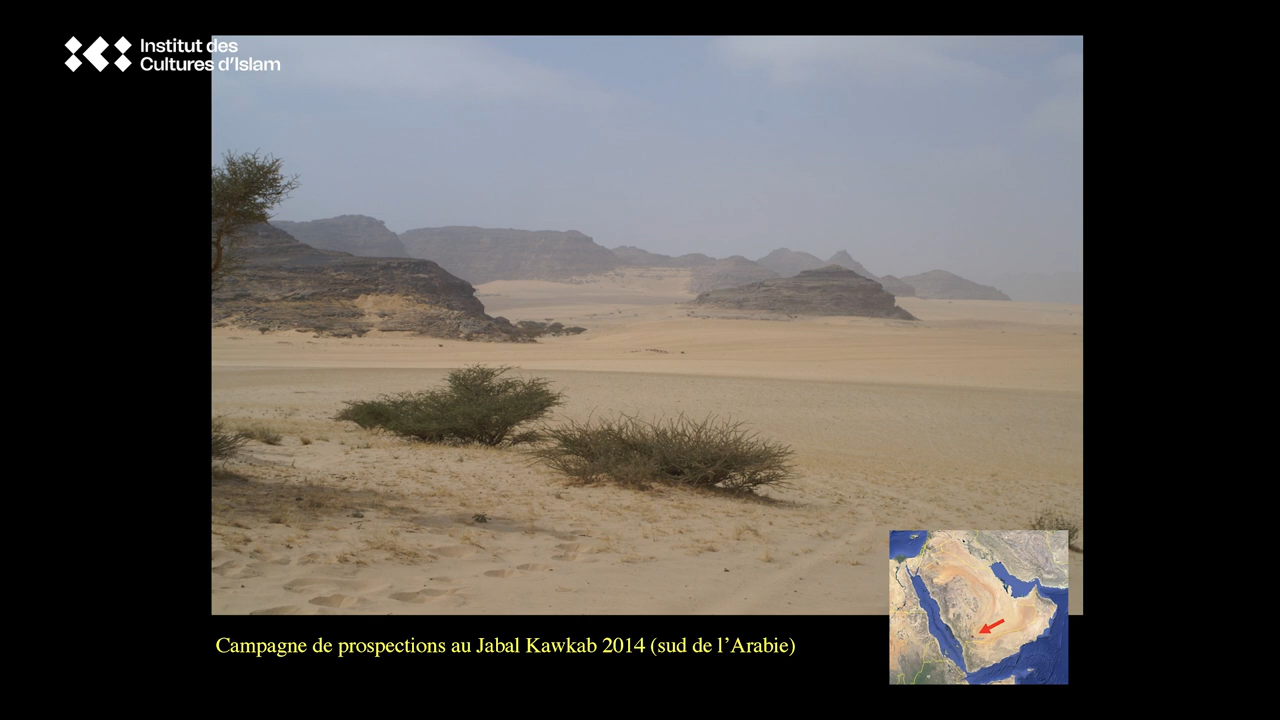 Institut des
Cultures d'Islam
Campagne de prospections au Jabal Kawkab 2014 (sud de l'Arabie)